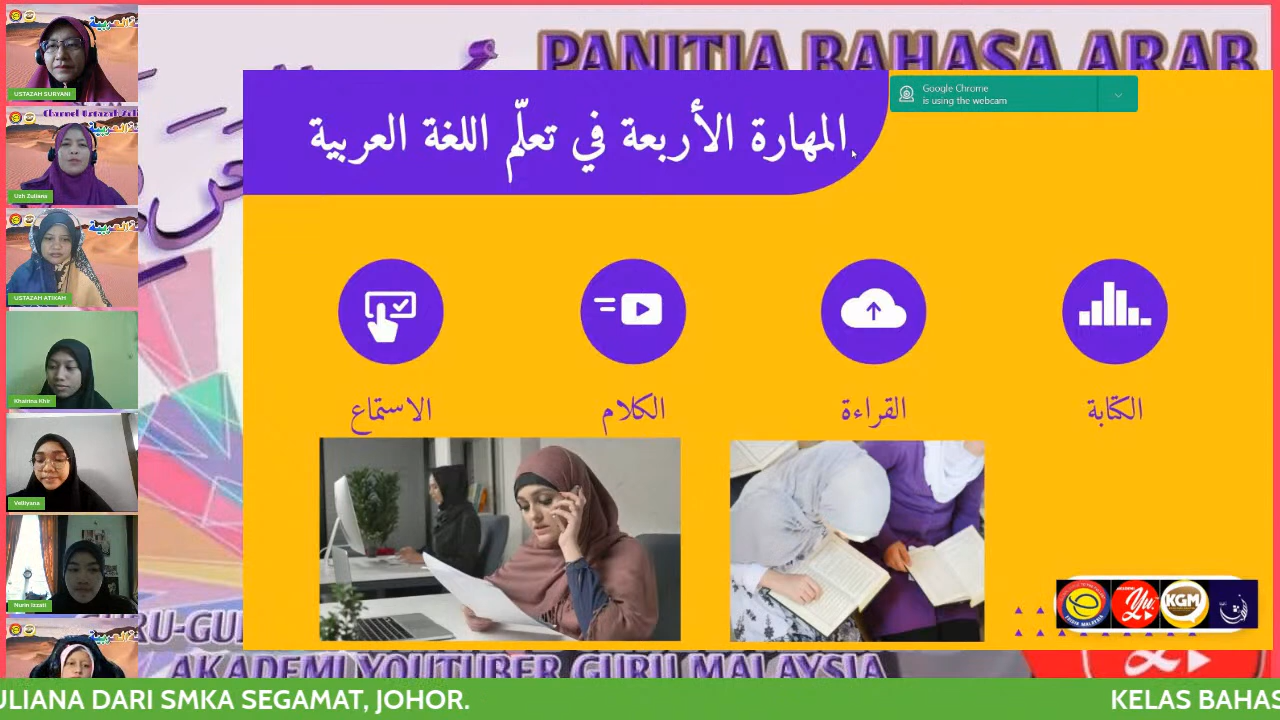 PANITIA BAHASA ARAB
Google Chrome
is using the webcam
المهارة الأربعة في تعلّم اللغة العربية
الاستماع
الكلام
القراءة
الكتابة
USTAZAH SURYANI
Uzh Zuliana
USTAZAH ATIKAH
Khairina Khir
Velliyana
Nurin Izzati
KGM
AKADEMI YOUTUBER GURU MALAYSIA
ULIANA DARI SMKA SEGAMAT, JOHOR.
KELAS BAHAS